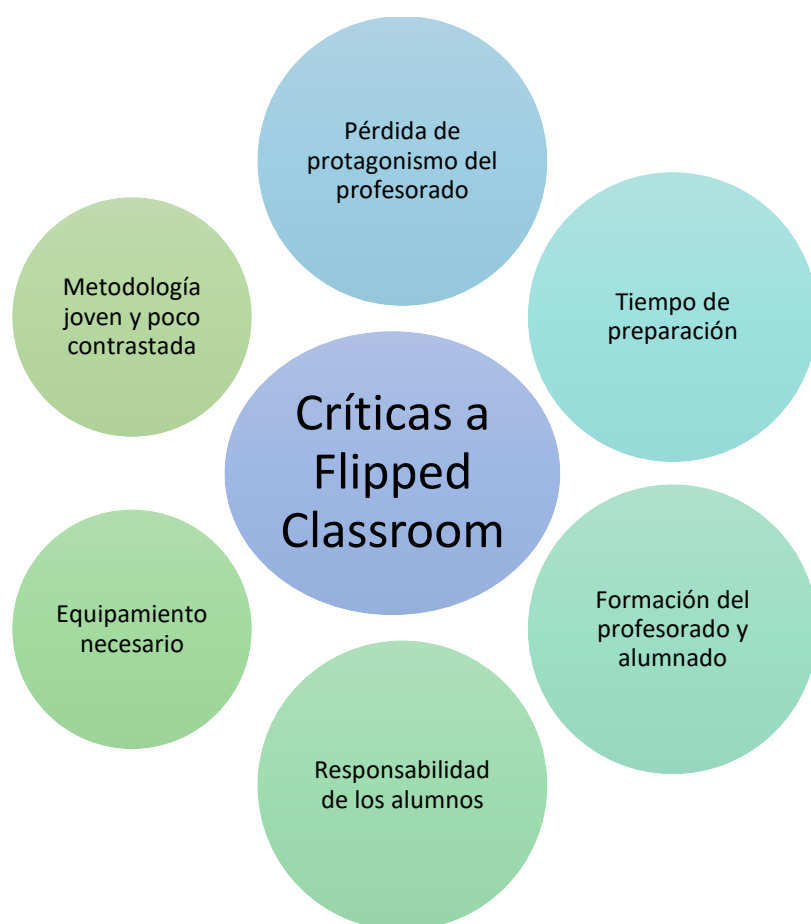 Pérdida de
protagonismo del
profesorado
Tiempo de
preparación
Formación del
profesorado y
alumnado
Responsabilidad
de los alumnos
Equipamiento
necesario
Metodología
joven y poco
contrastada
Críticas a
Flipped
Classroom